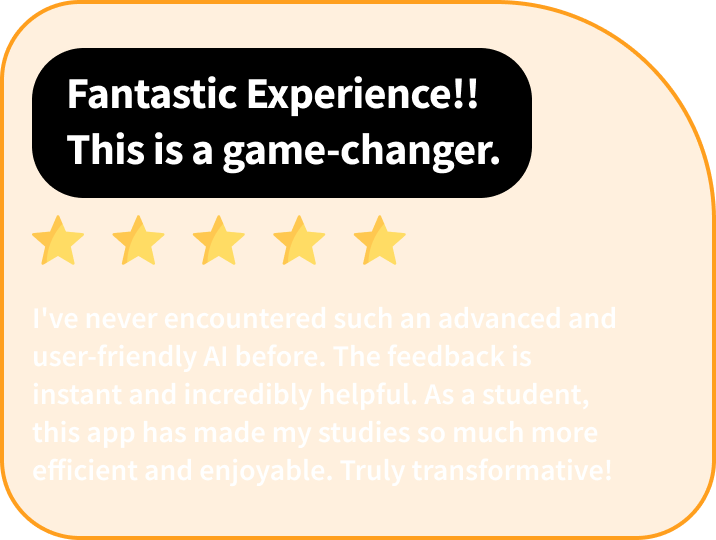 Fantastic Experience!!
This is a game-changer.
I've never encountered such an advanced and
user-friendly AI before. The feedback is
instant and incredibly helpful. As a student,
this app has made my studies so much more
efficient and enjoyable. Truly transformative!